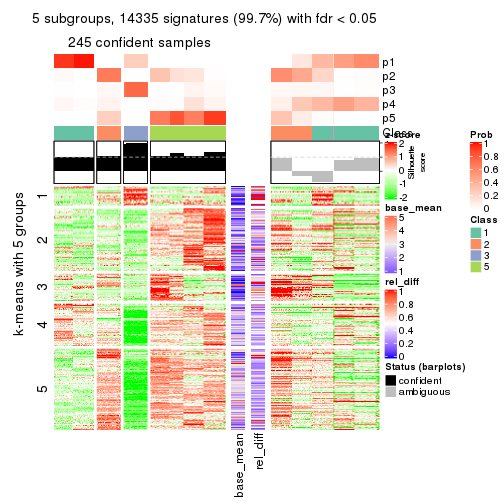 5 subgroups, 14335 signatures (99.7%) with fdr < 0.05
245 confident samples
p1
p2
p3
p4
p5
Class
Silhouette
score
k-means with 5 groups
1
2
3
4
5
base_mean
rel_diff
z-score
2
1
0
-1
-2
base_mean
5
4
3
2
1
rel_diff
1
0.8
0.6
0.4
0.2
0
Status (barplots)
confident
ambiguous
Prob
1
0.8
0.6
0.4
0.2
0
Class
1
2
3
5